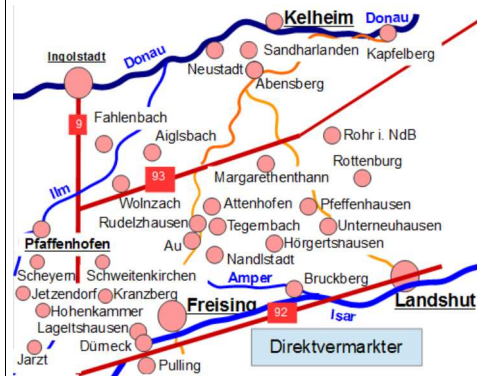 Kelheim
Donau
Donau
Sandharlanden
Kapfelberg
Neustadt
Ingolstadt
Abensberg
9
Fahlenbach
Aiglsbach
Rohr i. NdB
93
Margarethenthann
Rottenburg
Ilm
Wolnzach
Attenhofen
Pfeffenhausen
Rudelzhausen
Tegernbach
Unterneuhausen
Pfaffenhofen
Au
Hörgertshausen
Nandlstadt
Scheyern
Schweitenkirchen
Amper
Bruckberg
Jetzendorf
Kranzberg
Freising
Landshut
Hohenkammer
92
Isar
Lageltshausen
Dürneck
Direktvermarkter
Jarzt
Pulling